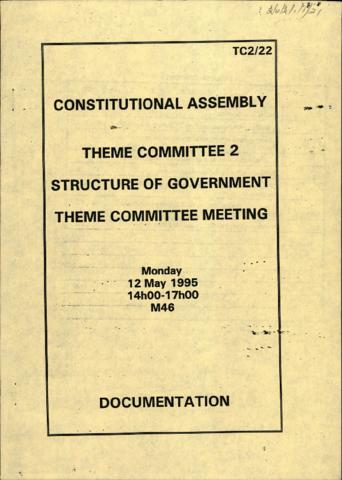 TC2/22
CONSTITUTIONAL ASSEMBLY
THEME COMMITTEE 2
STRUCTURE OF GOVERNMENT
THEME COMMITTEE MEETING
Monday
12 May 1995
14h00-17h00
M46
DOCUMENTATION